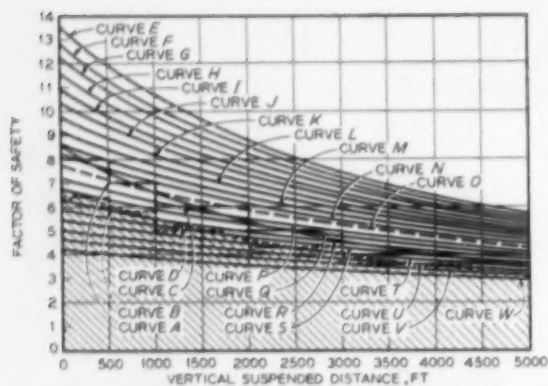 14
13
12
11
10
9
8
7
6
5
4
3
2
1
0
FACTOR OF SAFETY
CURVE E
CURVE F
CURVE G
CURVE H
CURVE I
CURVE J
CURVE K
CURVE L
CURVE M
CURVE N
CURVE O
CURVE D
CURVE C
CURVE B
CURVE A
CURVE P
CURVE Q
CURVE R
CURVE S
CURVE T
CURVE U
CURVE V
CURVE W
0 500 1000 1500 2000 2500 3000 3500 4000 4500 5000
VERTICAL SUSPENDED DISTANCE, FT